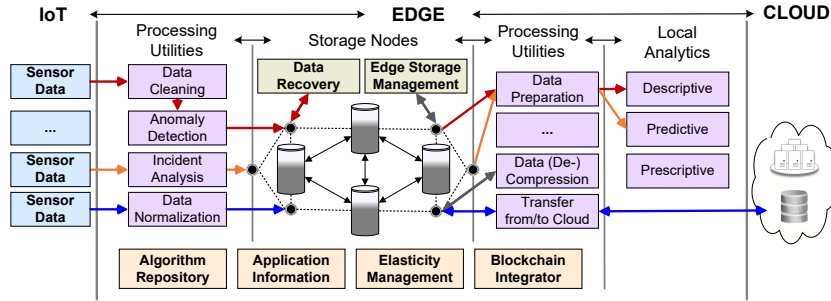 IoT
EDGE
CLOUD
Processing
Utilities
Storage Nodes
Processing
Utilities
Local
Analytics
Sensor
Data
Data
Cleaning
Data
Recovery
Edge Storage
Management
Data
Preparation
Descriptive
...
Anomaly
Detection
...
Predictive
Sensor
Data
Incident
Analysis
Data (De-)
Compression
Prescriptive
Sensor
Data
Data
Normalization
Transfer
from/to Cloud
Algorithm
Repository
Application
Information
Elasticity
Management
Blockchain
Integrator